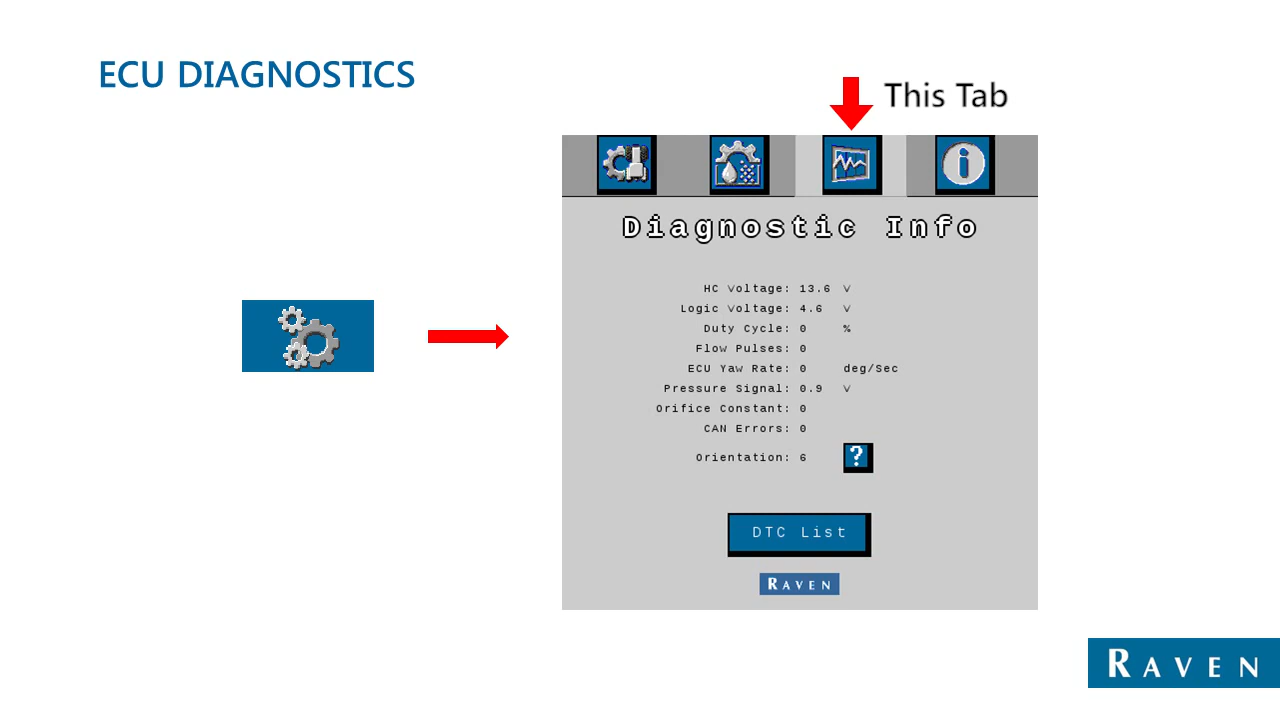 ECU DIAGNOSTICS
This Tab
Diagnostic Info
HC Voltage: 13.6 V
Logic Voltage: 4.6 V
Duty Cycle: 0 %
Flow Pulses: 0
ECU Yaw Rate: 0 deg/Sec
Pressure Signal: 0.9 V
Orifice Constant: 0
CAN Errors: 0
Orientation: 6 ?
DTC List
RAVEN
RAVEN